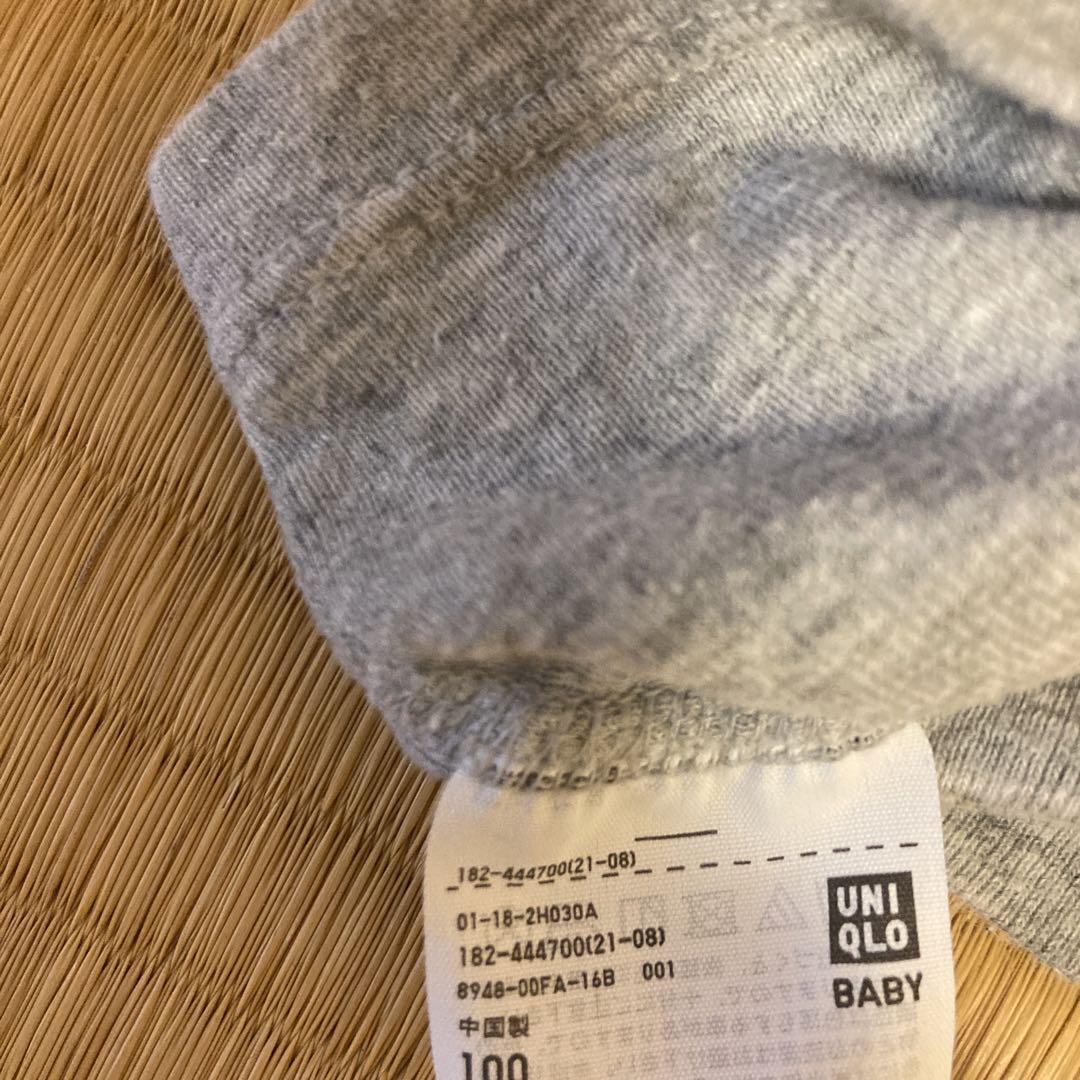 182-444700(21-08)
01-18-2H030A
182-444700(21-08)
8948-00FA-16B 001
中国製
100
UNI
QLO
BABY